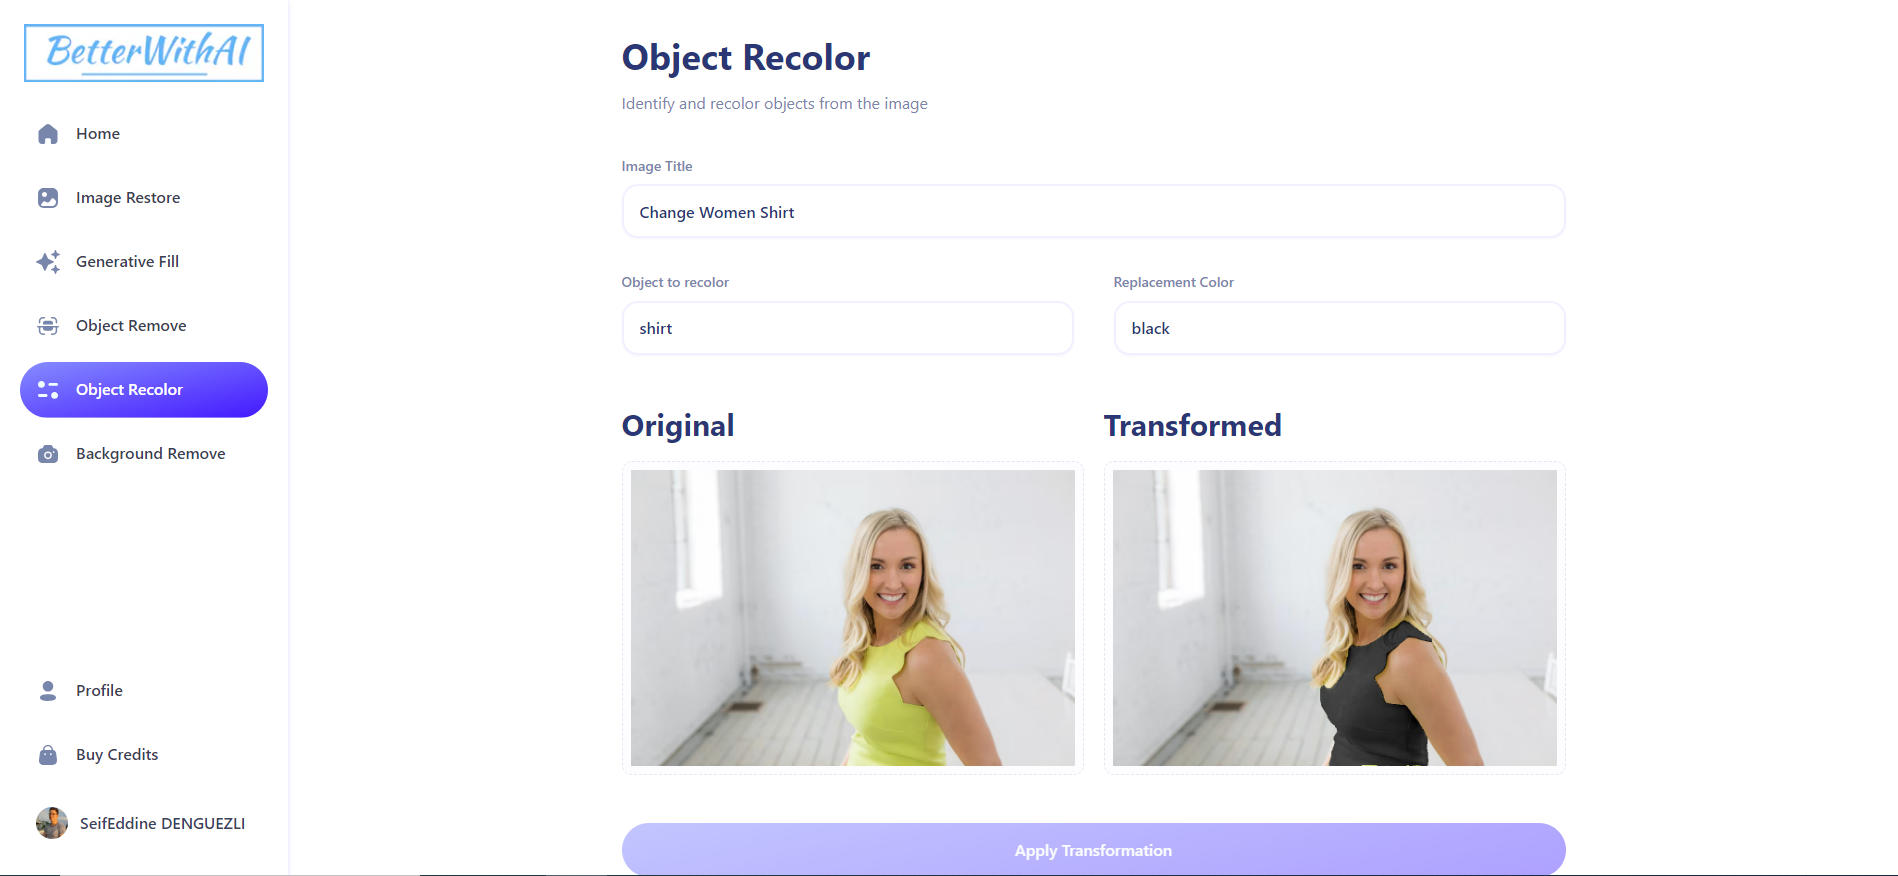 BetterWithAI
Home
Image Restore
Generative Fill
Object Remove
Object Recolor
Background Remove
Profile
Buy Credits
SeifEddine DENGUEZLI
Object Recolor
Identify and recolor objects from the image
Image Title
Change Women Shirt
Object to recolor
Replacement Color
shirt
black
Original
Transformed
Apply Transformation